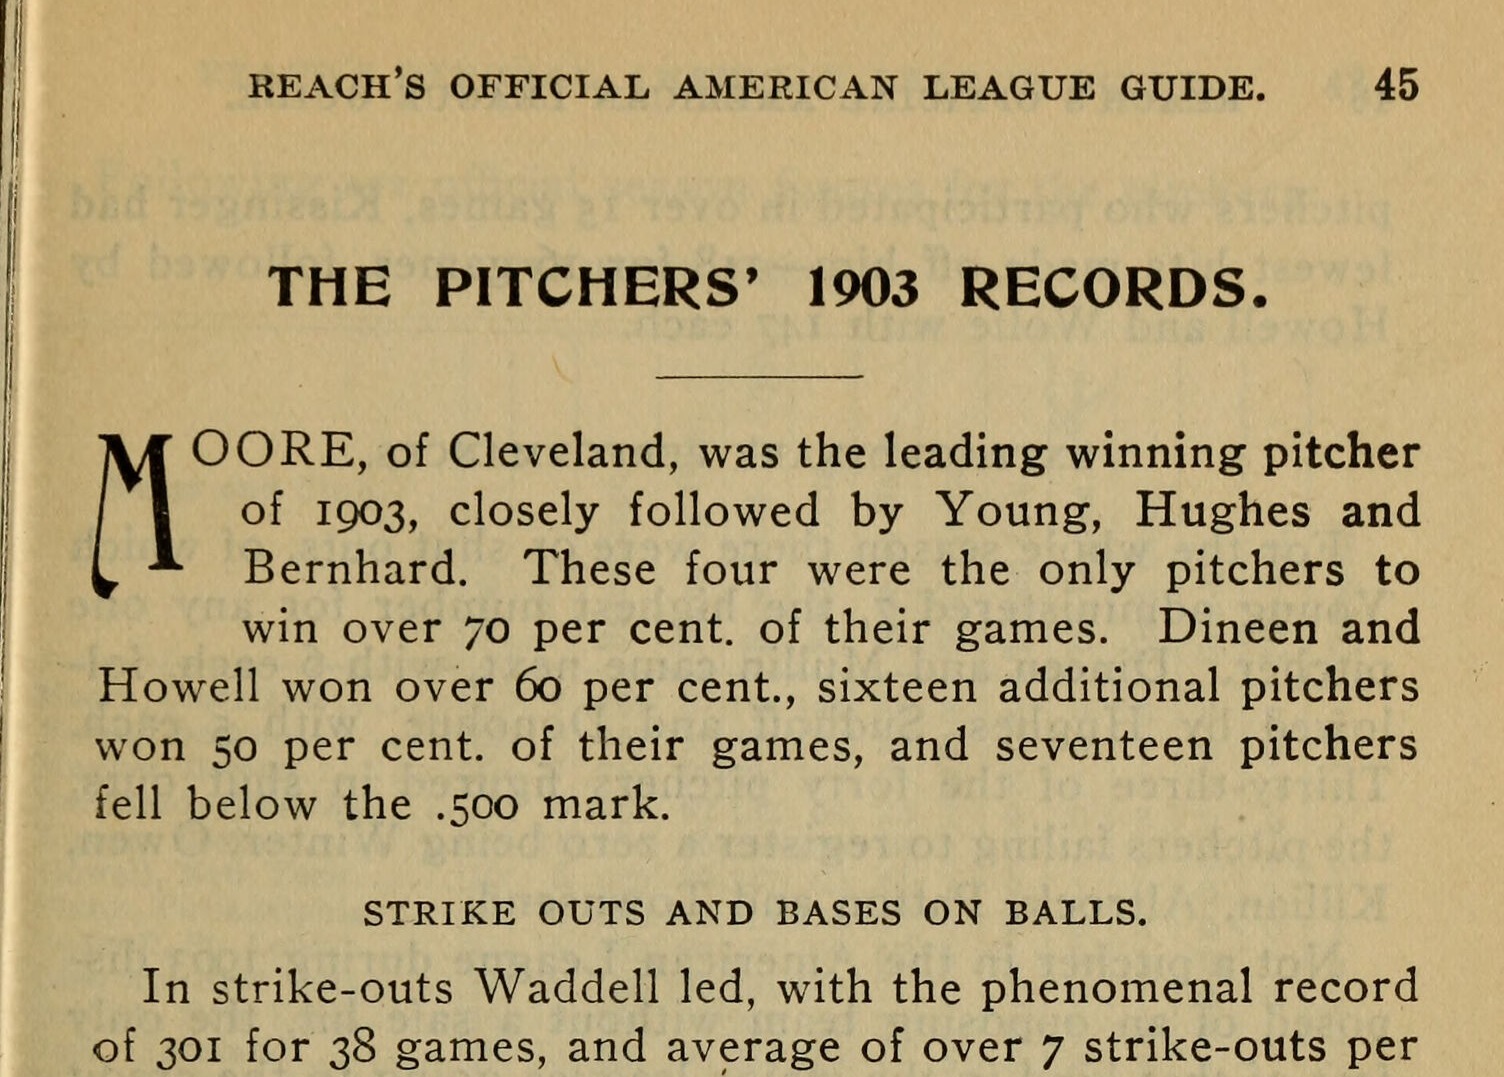 REACH'S OFFICIAL AMERICAN LEAGUE GUIDE. 45
THE PITCHERS' 1903 RECORDS.
MOORE, of Cleveland, was the leading winning pitcher
of 1903, closely followed by Young, Hughes and
Bernhard. These four were the only pitchers to
win over 70 per cent. of their games. Dineen and
Howell won over 60 per cent., sixteen additional pitchers
won 50 per cent. of their games, and seventeen pitchers
fell below the .500 mark.
STRIKE OUTS AND BASES ON BALLS.
In strike-outs Waddell led, with the phenomenal record
of 301 for 38 games, and average of over 7 strike-outs per